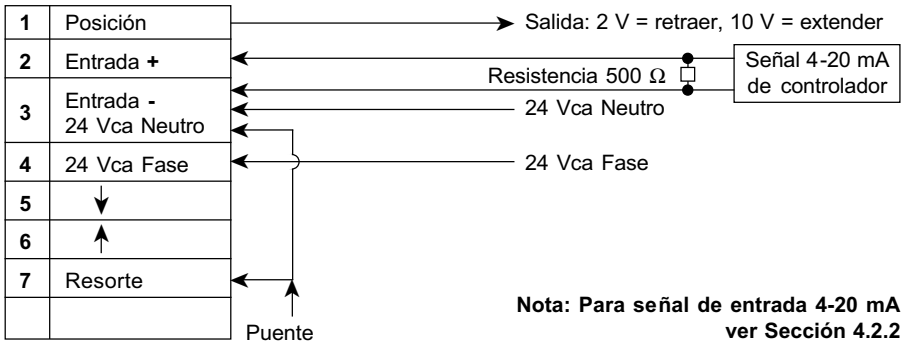 1 Posición
Salida: 2 V = retraer, 10 V = extender
2 Entrada +
Señal 4-20 mA
de controlador
Resistencia 500 Ω
3 Entrada -
24 Vca Neutro
24 Vca Neutro
4 24 Vca Fase
24 Vca Fase
5
6
7 Resorte
Puente
Nota: Para señal de entrada 4-20 mA
ver Sección 4.2.2